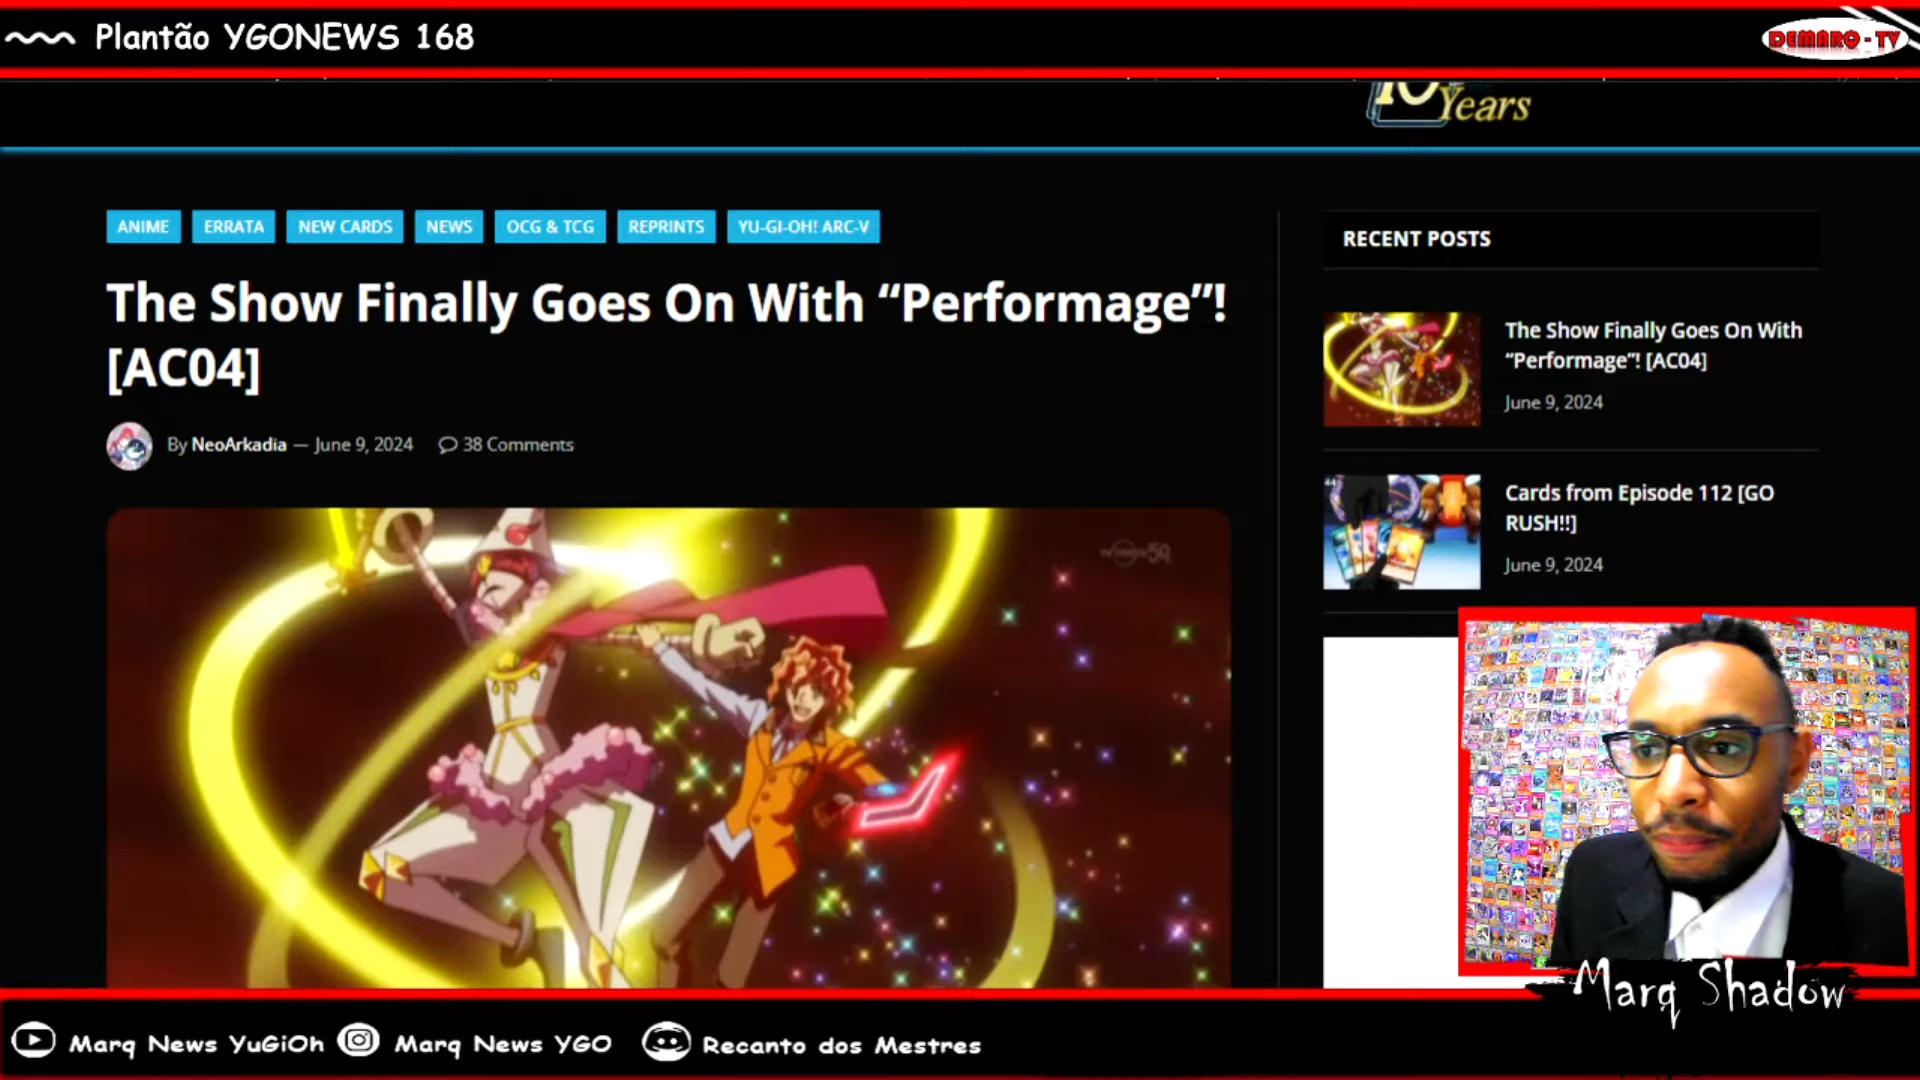 Plantão YGONEWS 168
DEMARQ-TV
10 Years
ANIME
ERRATA
NEW CARDS
NEWS
OCG & TCG
REPRINTS
YU-GI-OH! ARC-V
The Show Finally Goes On With “Performage”!
[AC04]
By NeoArkadia — June 9, 2024
38 Comments
RECENT POSTS
The Show Finally Goes On With
“Performage”! [AC04]
June 9, 2024
Cards from Episode 112 [GO
RUSH!!]
June 9, 2024
Marq Shadow
Marq News YuGiOh
Marq News YGO
Recanto dos Mestres